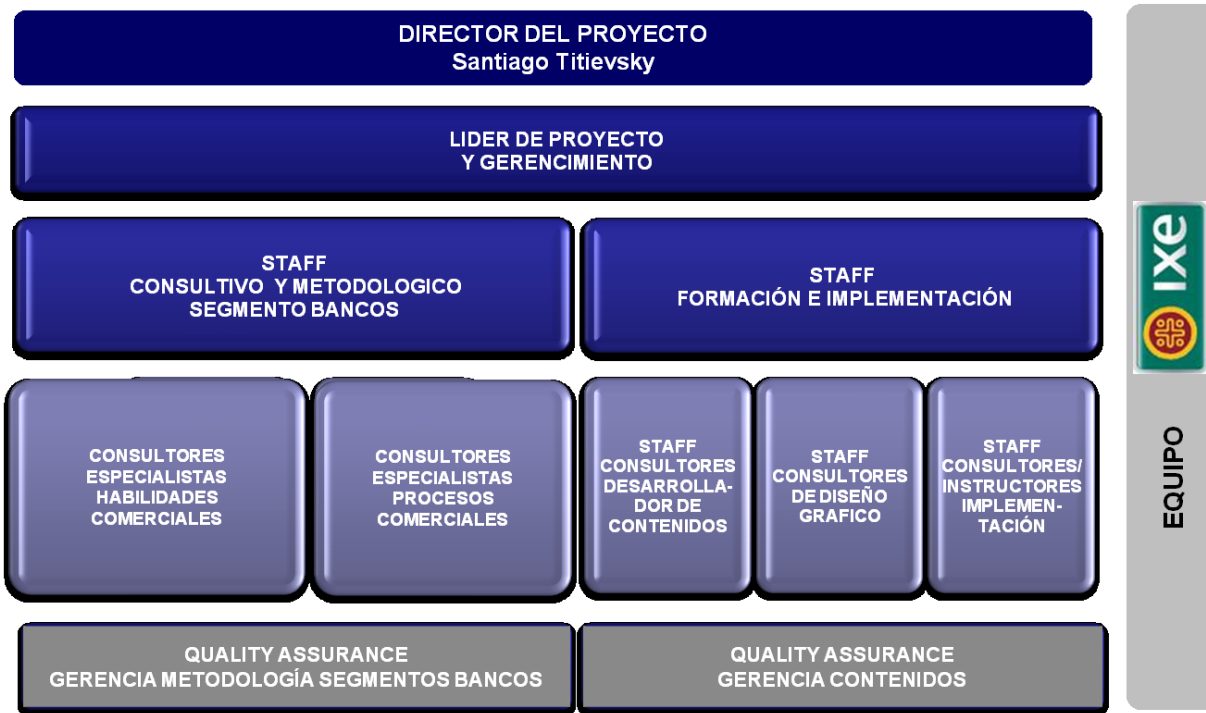 DIRECTOR DEL PROYECTO
Santiago Titievsky
LIDER DE PROYECTO
Y GERENCIMIENTO
STAFF
CONSULTIVO Y METODOLOGICO
SEGMENTO BANCOS
STAFF
FORMACIÓN E IMPLEMENTACIÓN
CONSULTORES
ESPECIALISTAS
HABILIDADES
COMERCIALES
CONSULTORES
ESPECIALISTAS
PROCESOS
COMERCIALES
STAFF
CONSULTORES
DESARROLLA-
DOR DE
CONTENIDOS
STAFF
CONSULTORES
DE DISEÑO
GRAFICO
STAFF
CONSULTORES/
INSTRUCTORES
IMPLEMEN-
TACIÓN
QUALITY ASSURANCE
GERENCIA METODOLOGÍA SEGMENTOS BANCOS
QUALITY ASSURANCE
GERENCIA CONTENIDOS
ixe
EQUIPO